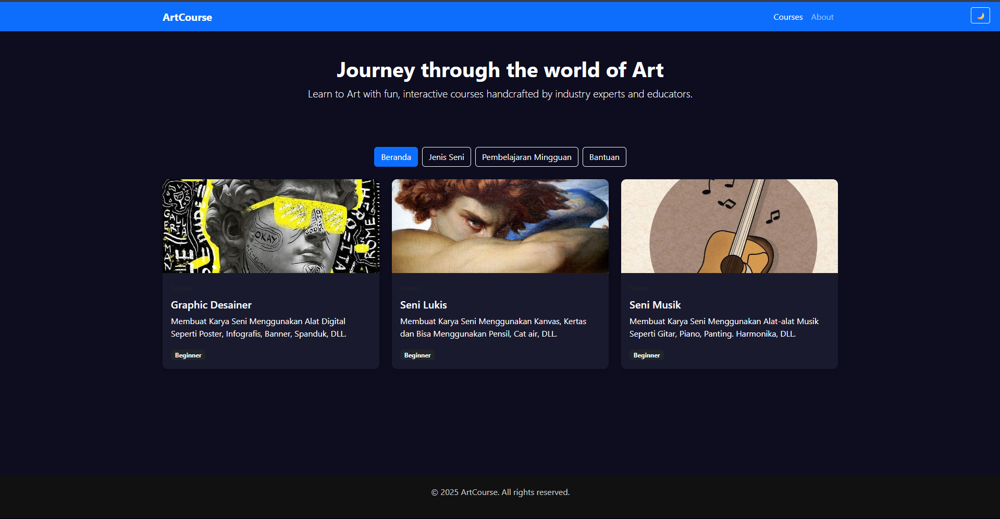 ArtCourse
Courses About
Journey through the world of Art
Learn to Art with fun, interactive courses handcrafted by industry experts and educators.
Beranda Jenis Seni Pembelajaran Mingguan Bantuan
OKAY
GOD
DAVID
ROME
Materi
Graphic Desainer
Membuat Karya Seni Menggunakan Alat Digital
Seperti Poster, Infografis, Banner, Spanduk, DLL.
Beginner
Materi
Seni Lukis
Membuat Karya Seni Menggunakan Kanvas, Kertas
dan Bisa Menggunakan Pensil, Cat air, DLL.
Beginner
Materi
Seni Musik
Membuat Karya Seni Menggunakan Alat-alat Musik
Seperti Gitar, Piano, Panting. Harmonika, DLL.
Beginner
© 2025 ArtCourse. All rights reserved.